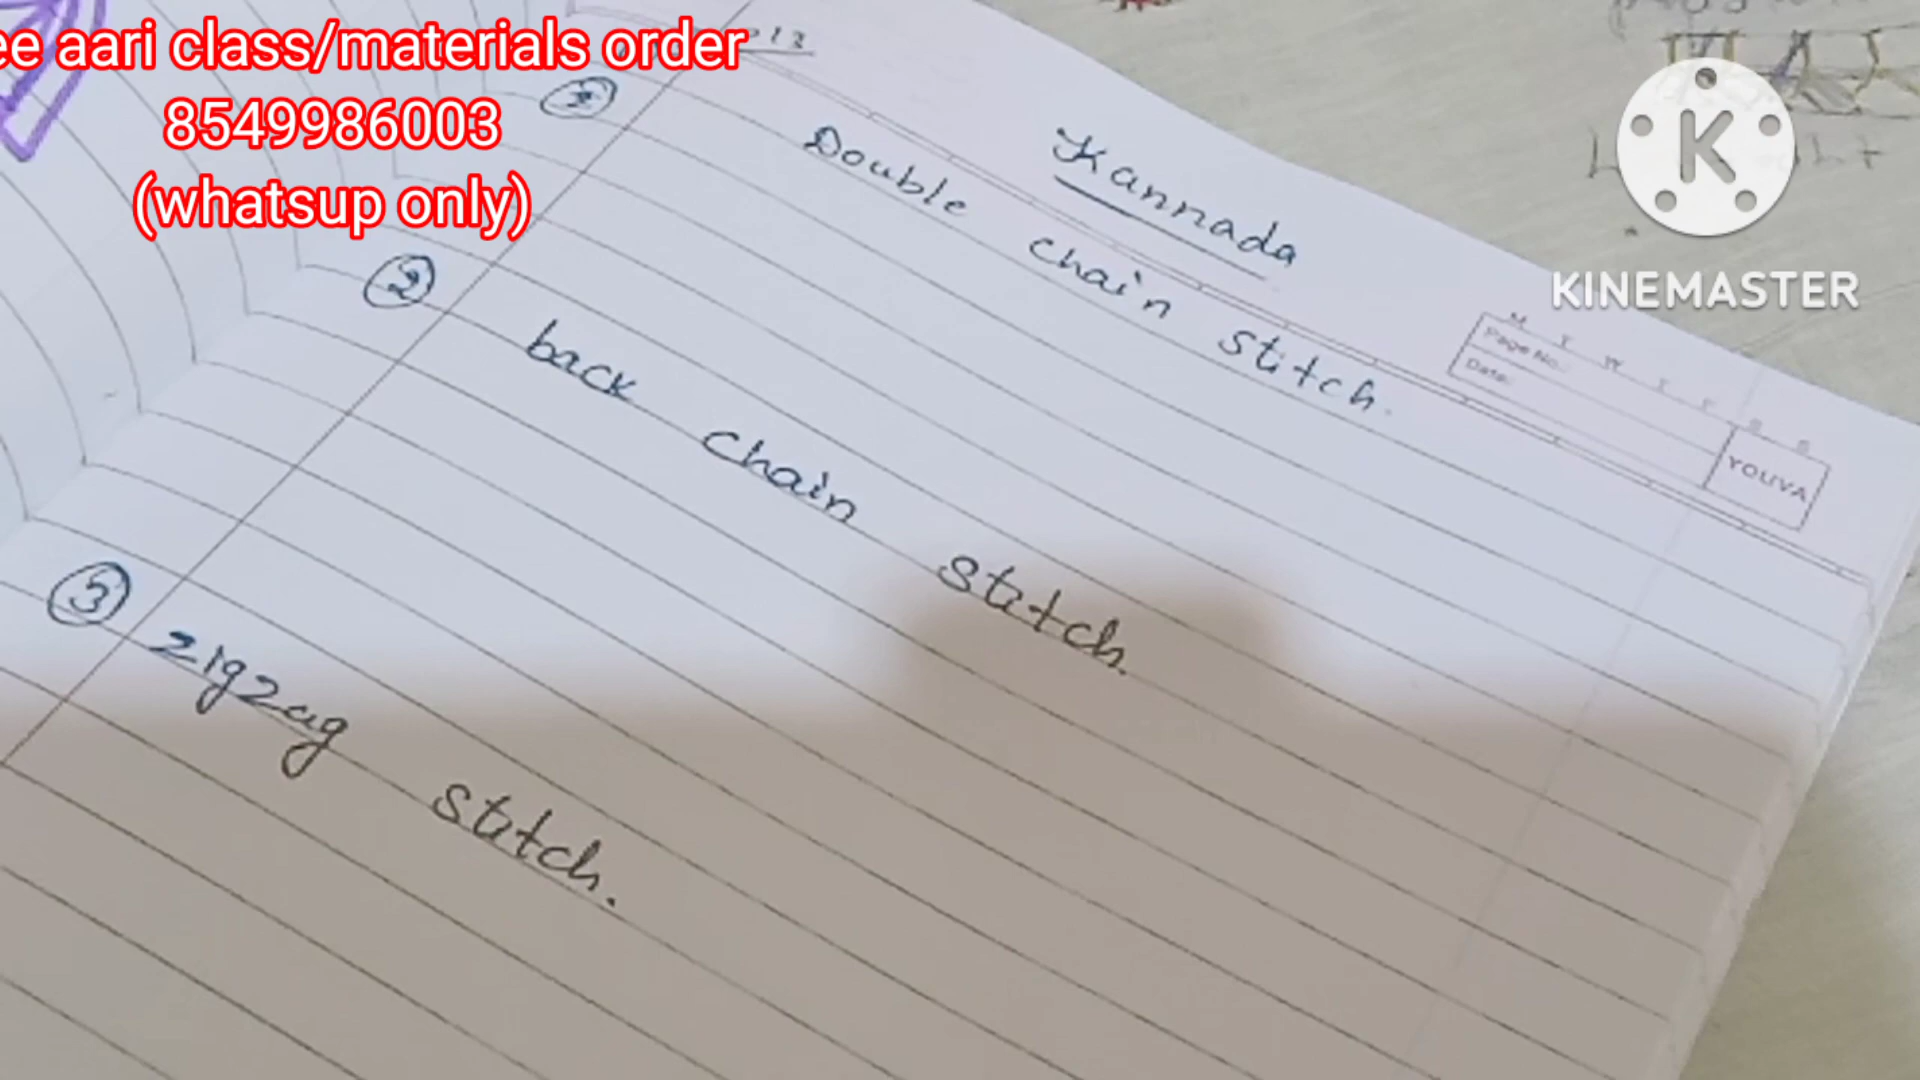 ee aari class/materials order
8549986003
(whatsup only)
KINEMASTER
Kannada
① Double chain stitch.
② back chain stitch.
③ zigzag stitch.
M T W T F S S
Page No.:
Date:
YOUVA